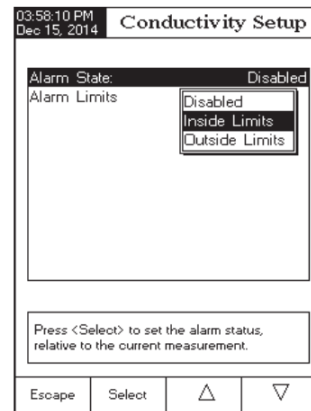 03:58:10 PM
Dec 15, 2014
Conductivity Setup
Alarm State: Disabled
Alarm Limits
Disabled
Inside Limits
Outside Limits
Press <Select> to set the alarm status,
relative to the current measurement.
Escape Select △ ▽